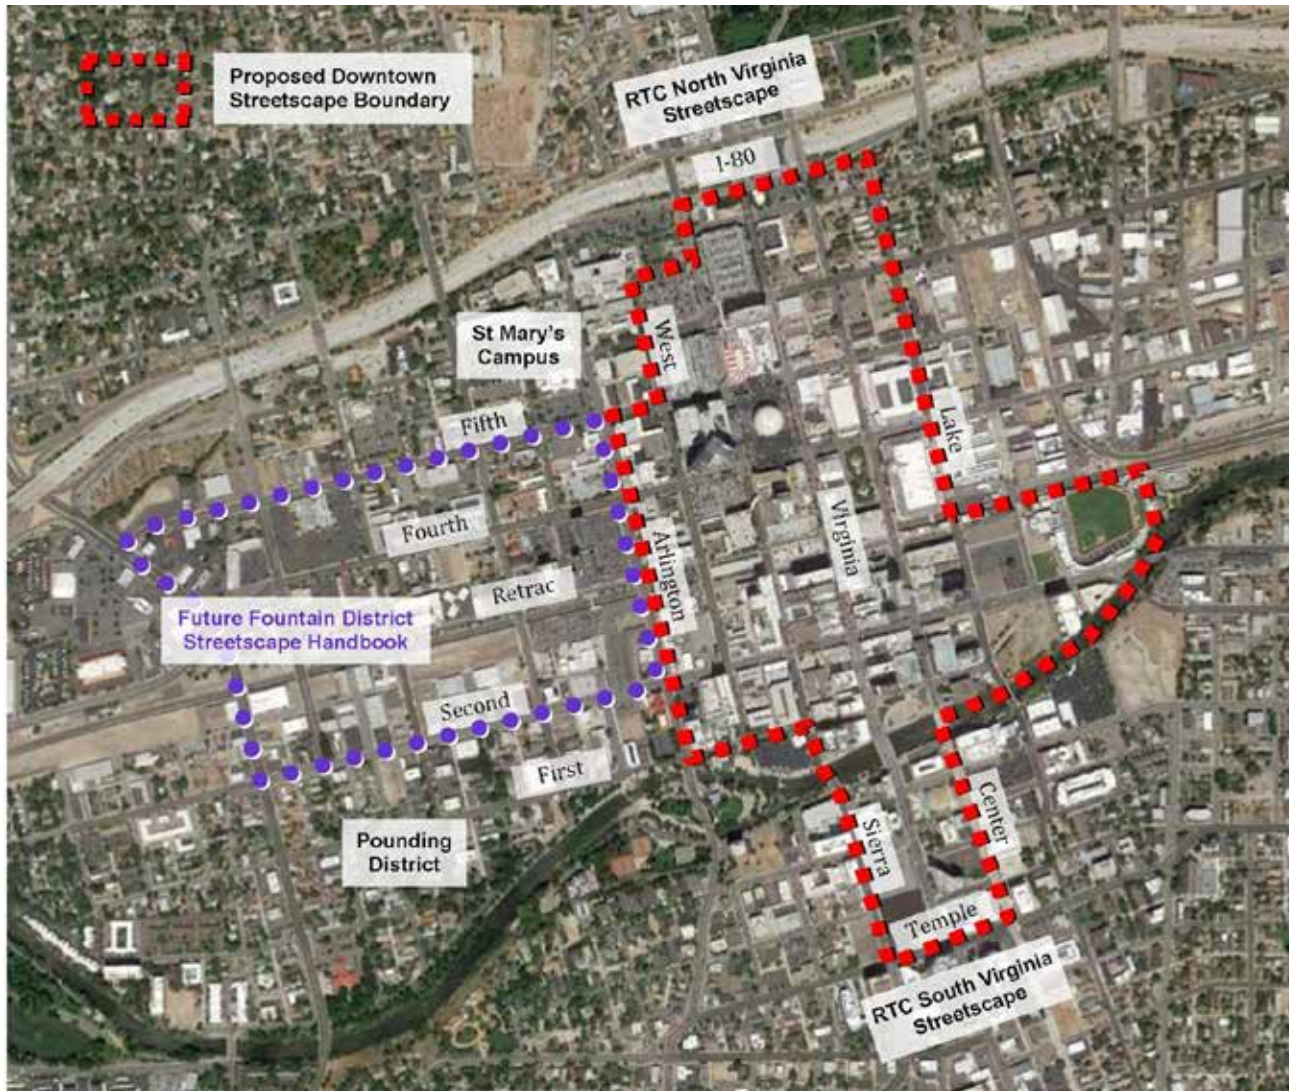 Proposed Downtown
Streetscape Boundary
RTC North Virginia
Streetscape
I-80
St Mary's
Campus
West
Fifth
Lake
Fourth
Virginia
Arlington
Retrac
Future Fountain District
Streetscape Handbook
Second
First
Center
Sierra
Pounding
District
Temple
RTC South Virginia
Streetscape